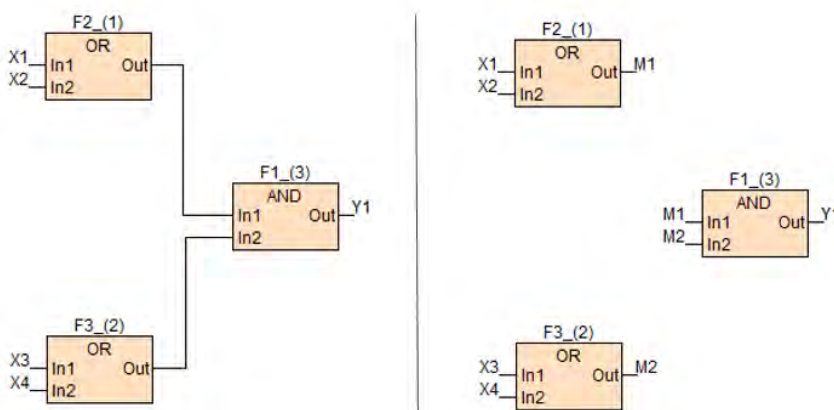 F2_(1)
OR
X1 In1 Out
X2 In2
F1_(3)
AND
In1 Out Y1
In2
F3_(2)
OR
X3 In1 Out
X4 In2
F2_(1)
OR
X1 In1 Out M1
X2 In2
F1_(3)
AND
M1 In1 Out Y1
M2 In2
F3_(2)
OR
X3 In1 Out M2
X4 In2